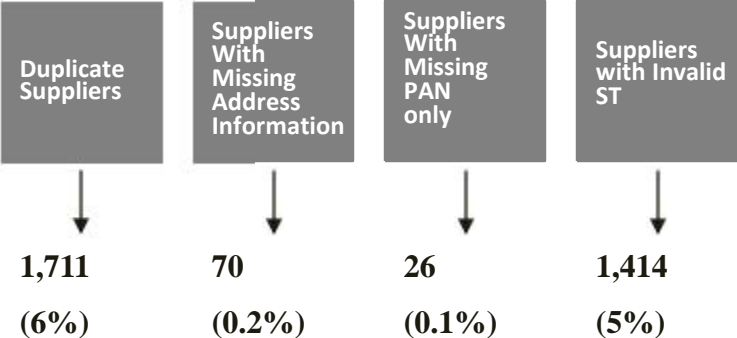 Duplicate
Suppliers
Suppliers
With
Missing
Address
Information
Suppliers
With
Missing
PAN
only
Suppliers
with Invalid
ST
1,711
70
26
1,414
(6%)
(0.2%)
(0.1%)
(5%)